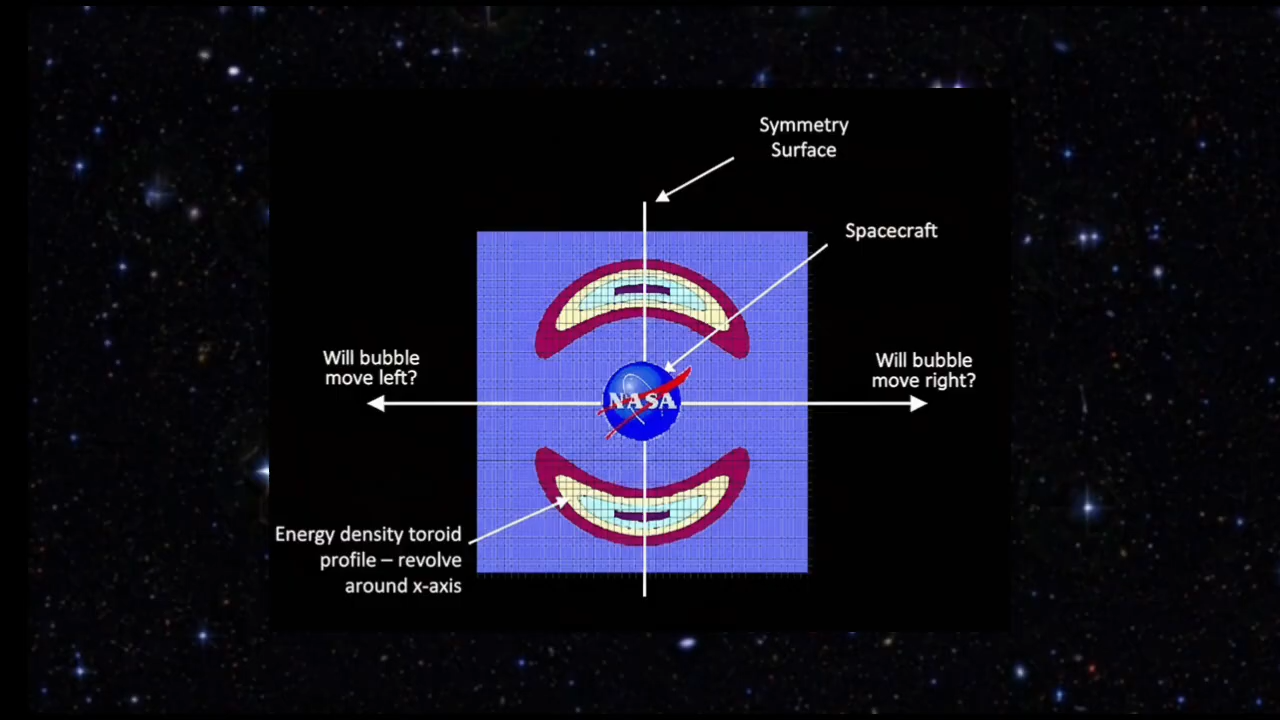 Symmetry
Surface
Spacecraft
Will bubble
move left?
NASA
Will bubble
move right?
Energy density toroid
profile – revolve
around x-axis